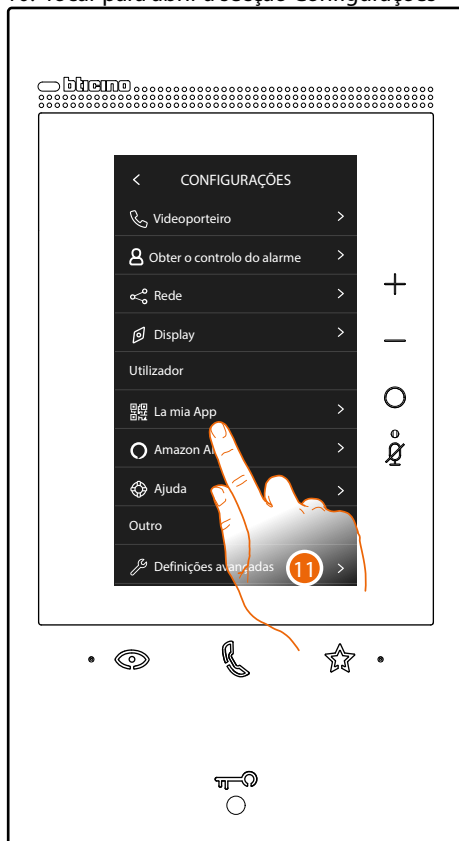 10. Tocar para abrir a secção Configurações
bticino
CONFIGURAÇÕES
Videoporteiro
Obter o controlo do alarme
Rede
Display
Utilizador
La mia App
Amazon
Ajuda
Outro
Definições avançadas
11